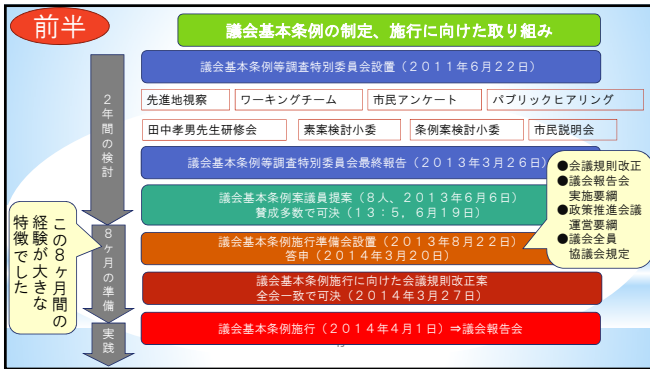 前半
議会基本条例の制定、施行に向けた取り組み
２年間の検討
議会基本条例等調査特別委員会設置（２０１１年６月２２日）
先進地視察
ワーキングチーム
市民アンケート
パブリックヒアリング
田中孝男先生研修会
素案検討小委
条例案検討小委
市民説明会
議会基本条例等調査特別委員会最終報告（２０１３年３月２６日）
議会基本条例案議員提案（８人、２０１３年６月６日）
賛成多数で可決（１３：５，６月１９日）
●会議規則改正
●議会報告会
実施要綱
●政策推進会議
運営要綱
●議会全員
協議会規定
この８ヶ月間の
経験が大きな
特徴でした
８ヶ月の準備
議会基本条例施行準備会設置（２０１３年８月２２日）
答申（２０１４年３月２０日）
議会基本条例施行に向けた会議規則改正案
全会一致で可決（２０１４年３月２７日）
実践
議会基本条例施行（２０１４年４月１日）⇒議会報告会